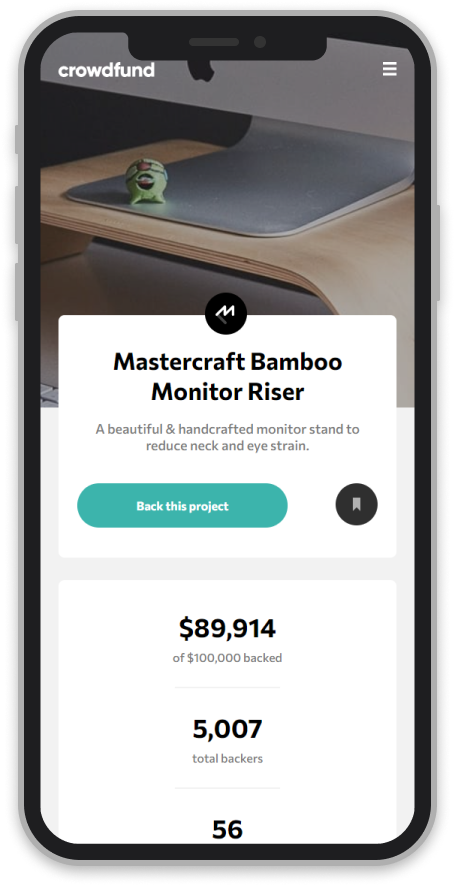 crowdfund
Mastercraft Bamboo
Monitor Riser
A beautiful & handcrafted monitor stand to
reduce neck and eye strain.
Back this project
$89,914
of $100,000 backed
5,007
total backers
56